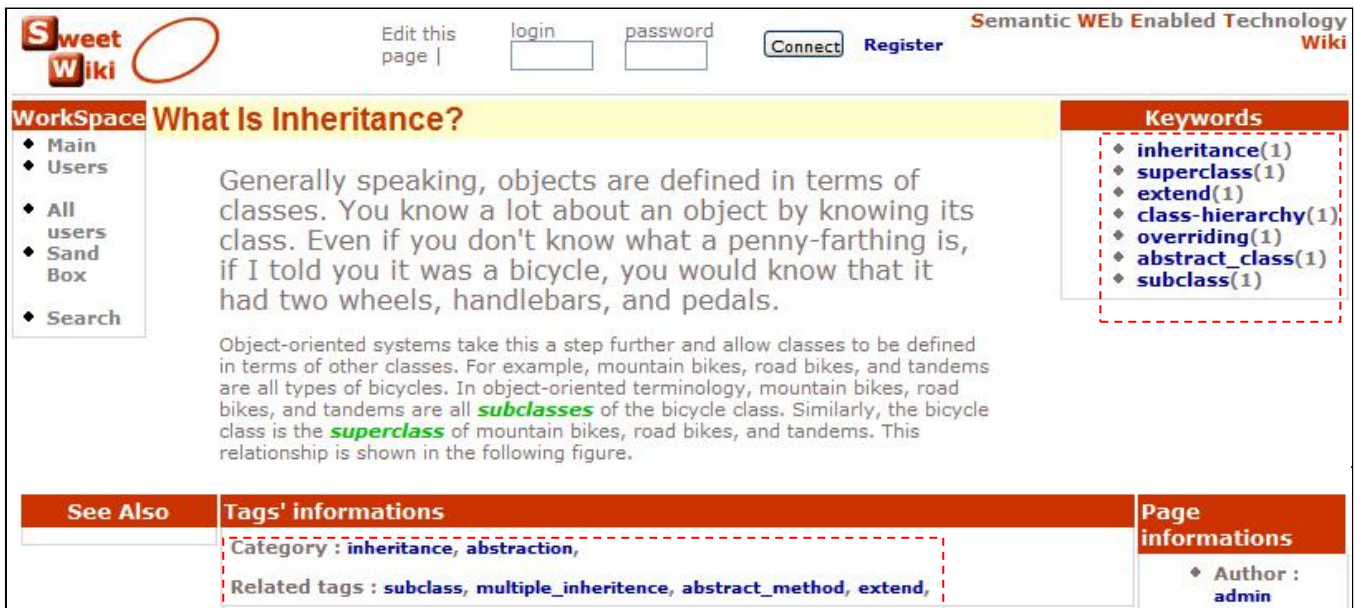 Sweet
Wiki
Edit this
page |
login
password
Connect
Register
Semantic WEb Enabled Technology
Wiki
WorkSpace
Main
Users
All
users
Sand
Box
Search
What Is Inheritance?
Generally speaking, objects are defined in terms of
classes. You know a lot about an object by knowing its
class. Even if you don't know what a penny-farthing is,
if I told you it was a bicycle, you would know that it
had two wheels, handlebars, and pedals.
Object-oriented systems take this a step further and allow classes to be defined
in terms of other classes. For example, mountain bikes, road bikes, and tandems
are all types of bicycles. In object-oriented terminology, mountain bikes, road
bikes, and tandems are all subclasses of the bicycle class. Similarly, the bicycle
class is the superclass of mountain bikes, road bikes, and tandems. This
relationship is shown in the following figure.
Keywords
inheritance(1)
superclass(1)
extend(1)
class-hierarchy(1)
overriding(1)
abstract_class(1)
subclass(1)
See Also
Tags' informations
Category : inheritance, abstraction,
Related tags : subclass, multiple_inheritence, abstract_method, extend,
Page
informations
Author :
admin